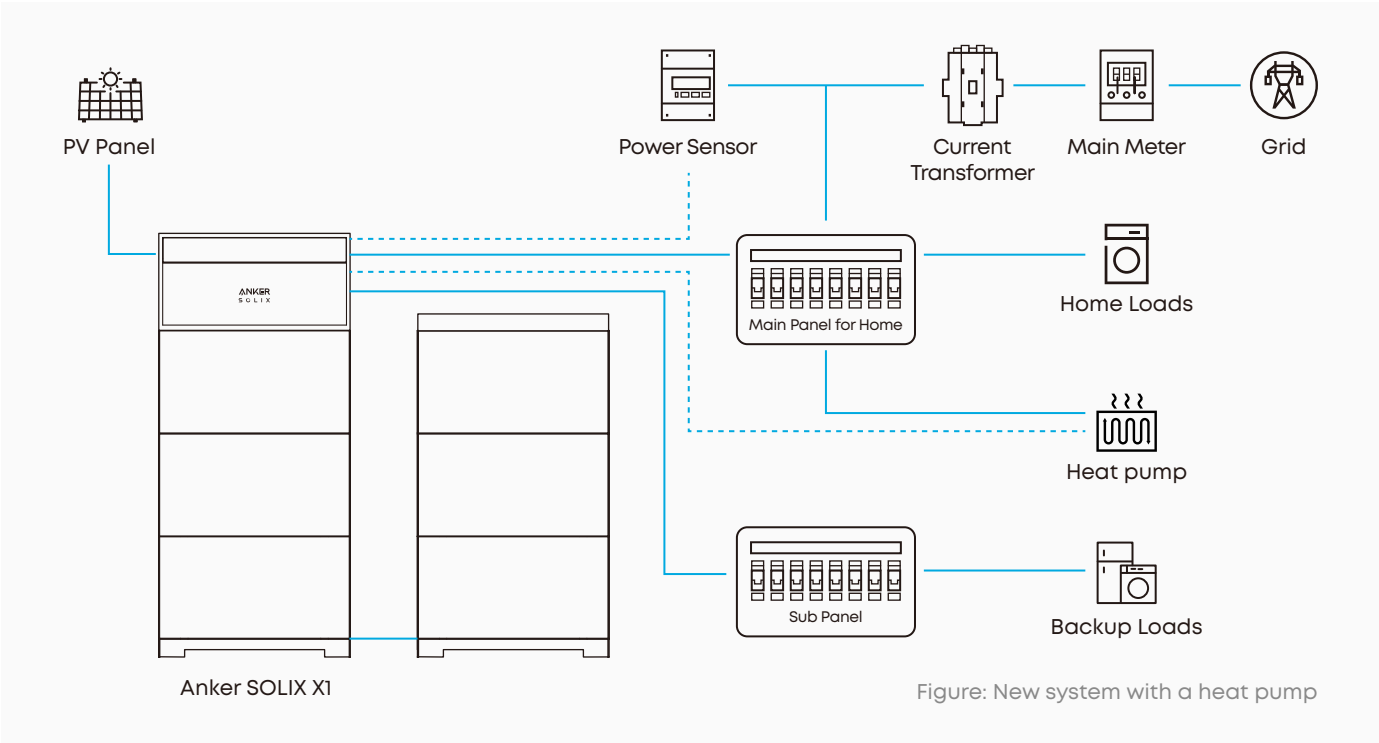 PV Panel
Power Sensor
Current
Transformer
Main Meter
Grid
ANKER
SOLIX
Main Panel for Home
Home Loads
Heat pump
Sub Panel
Backup Loads
Anker SOLIX X1
Figure: New system with a heat pump